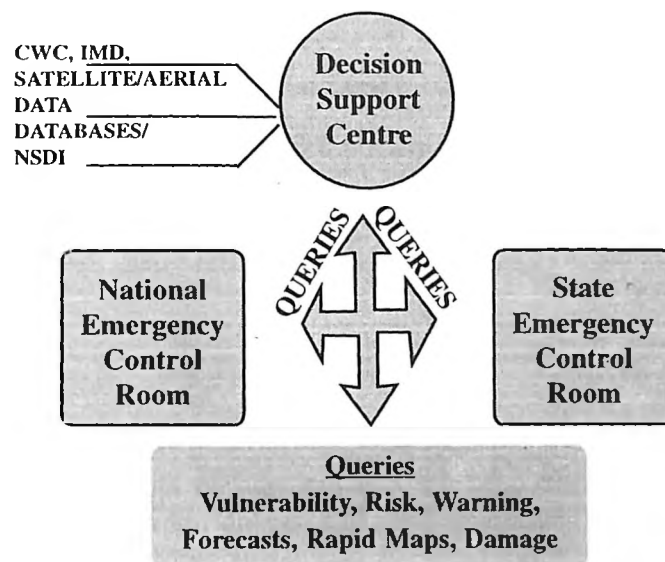 CWC, IMD,
SATELLITE/AERIAL
DATA
DATABASES/
NSDI
Decision
Support
Centre
QUERIES
QUERIES
National
Emergency
Control
Room
State
Emergency
Control
Room
Queries
Vulnerability, Risk, Warning,
Forecasts, Rapid Maps, Damage